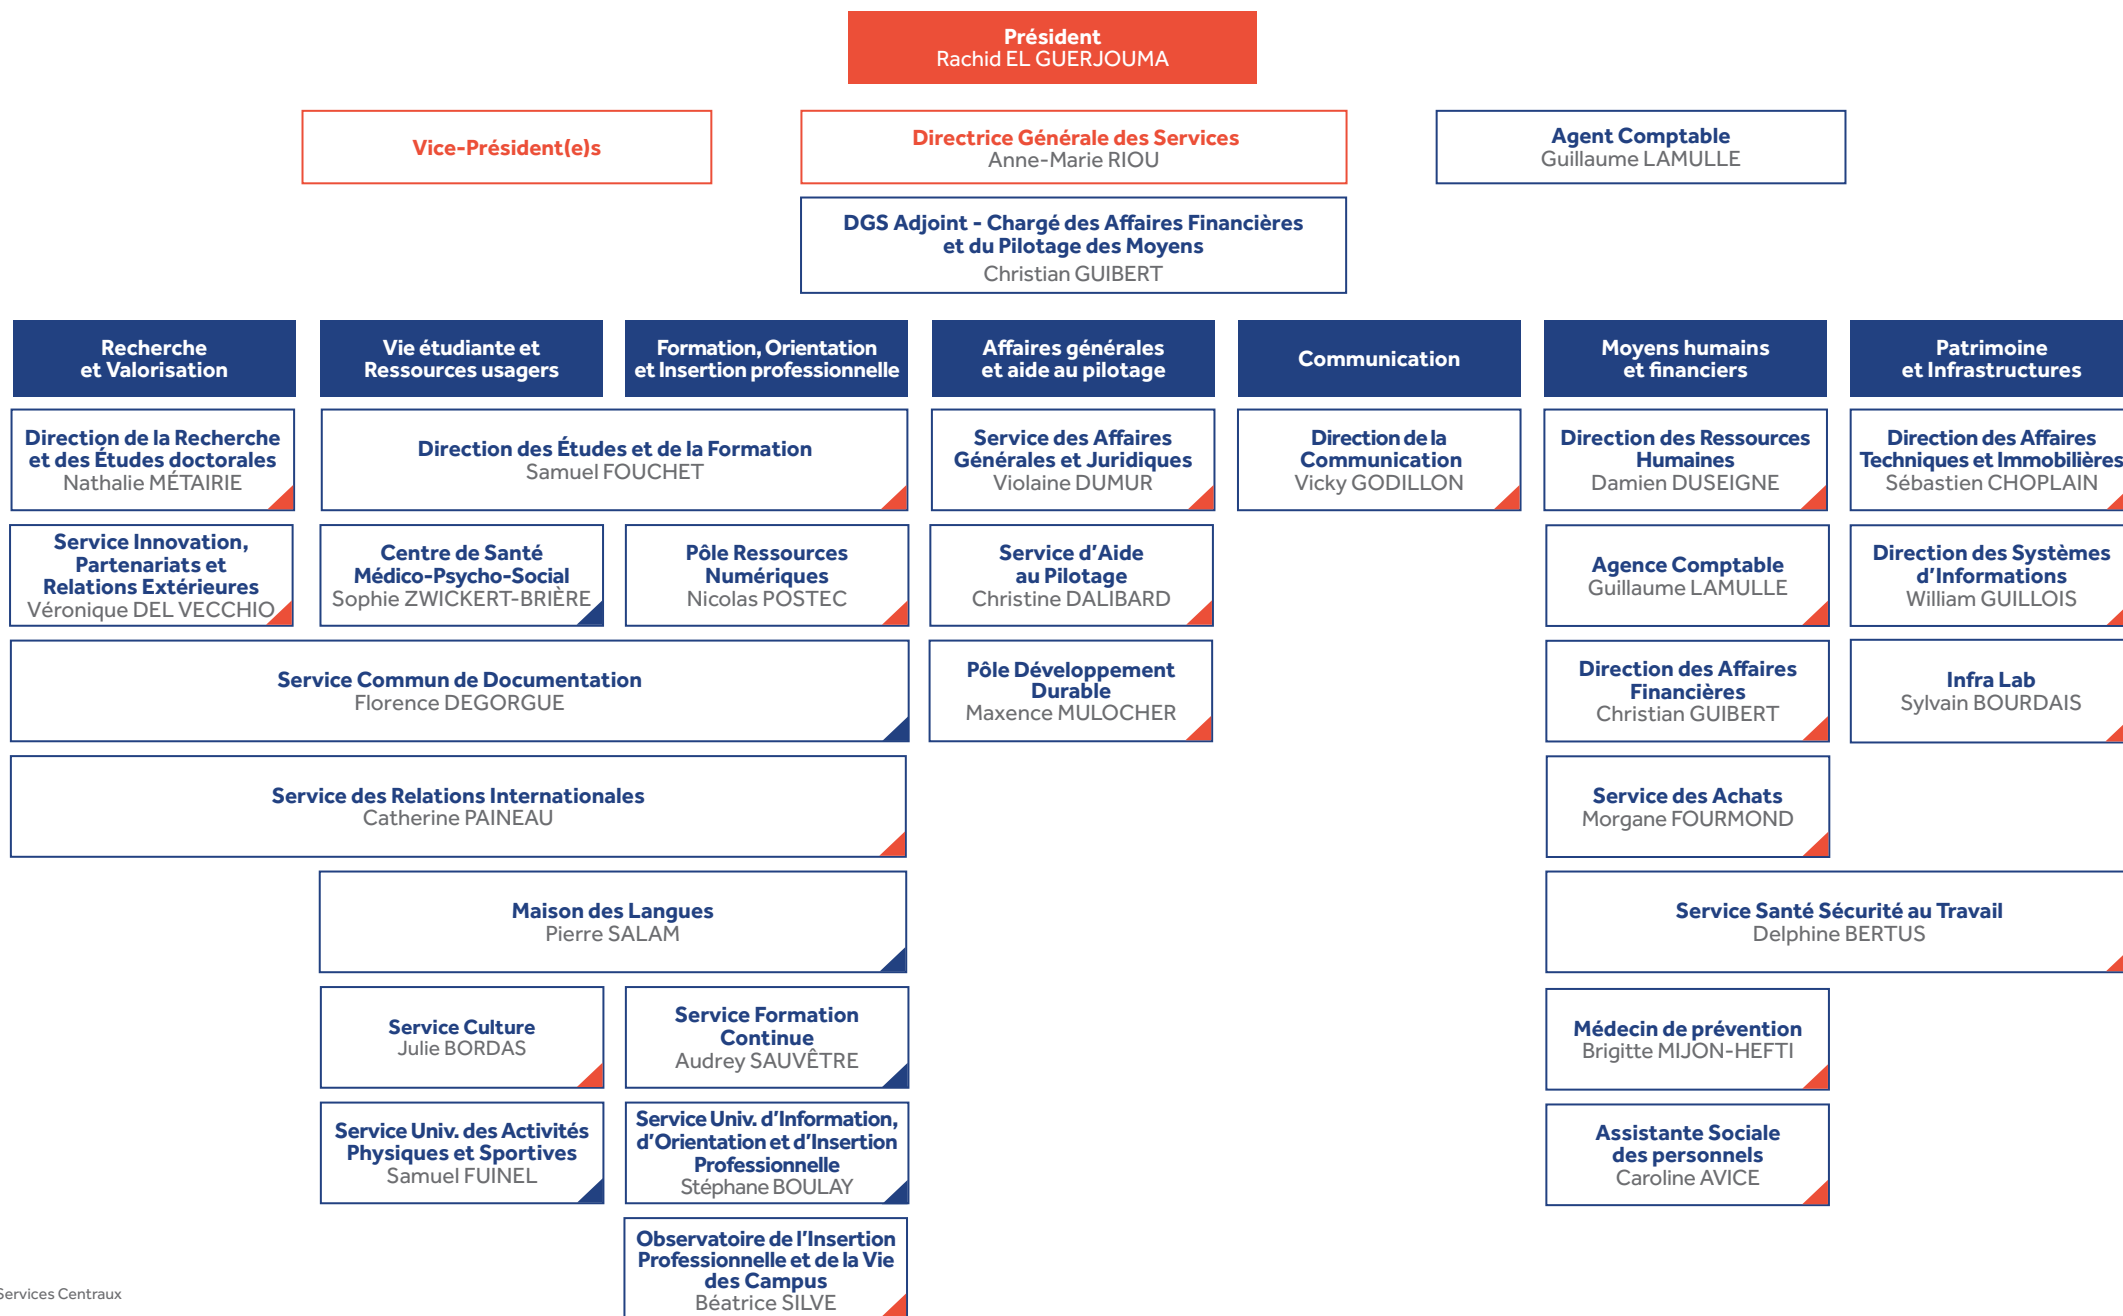 Président
Rachid EL GUERJOUMA
Vice-Président(e)s
Directrice Générale des Services
Anne-Marie RIOU
Agent Comptable
Guillaume LAMULLE
DGS Adjoint - Chargé des Affaires Financières
et du Pilotage des Moyens
Christian GUIBERT
Recherche
et Valorisation
Vie étudiante et
Ressources usagers
Formation, Orientation
et Insertion professionnelle
Affaires générales
et aide au pilotage
Communication
Moyens humains
et financiers
Patrimoine
et Infrastructures
Direction de la Recherche
et des Études doctorales
Nathalie MÉTAIRIE
Direction des Études et de la Formation
Samuel FOUCHET
Service des Affaires
Générales et Juridiques
Violaine DUMUR
Direction de la
Communication
Vicky GODILLON
Direction des Ressources
Humaines
Damien DUSEIGNE
Direction des Affaires
Techniques et Immobilières
Sébastien CHOPLAIN
Service Innovation,
Partenariats et
Relations Extérieures
Véronique DEL VECCHIO
Centre de Santé
Médico-Psycho-Social
Sophie ZWICKERT-BRIÈRE
Pôle Ressources
Numériques
Nicolas POSTEC
Service d'Aide
au Pilotage
Christine DALIBARD
Agence Comptable
Guillaume LAMULLE
Direction des Systèmes
d'Informations
William GUILLOIS
Service Commun de Documentation
Florence DEGORGUE
Pôle Développement
Durable
Maxence MULOCHER
Direction des Affaires
Financières
Christian GUIBERT
Infra Lab
Sylvain BOURDAIS
Service des Relations Internationales
Catherine PAINEAU
Service des Achats
Morgane FOURMOND
Maison des Langues
Pierre SALAM
Service Santé Sécurité au Travail
Delphine BERTUS
Service Culture
Julie BORDAS
Service Formation
Continue
Audrey SAUVÊTRE
Médecin de prévention
Brigitte MIJON-HEFTI
Service Univ. des Activités
Physiques et Sportives
Samuel FUINEL
Service Univ. d'Information,
d'Orientation et d'Insertion
Professionnelle
Stéphane BOULAY
Assistante Sociale
des personnels
Caroline AVICE
Observatoire de l'Insertion
Professionnelle et de la Vie
des Campus
Béatrice SILVE
Services Centraux